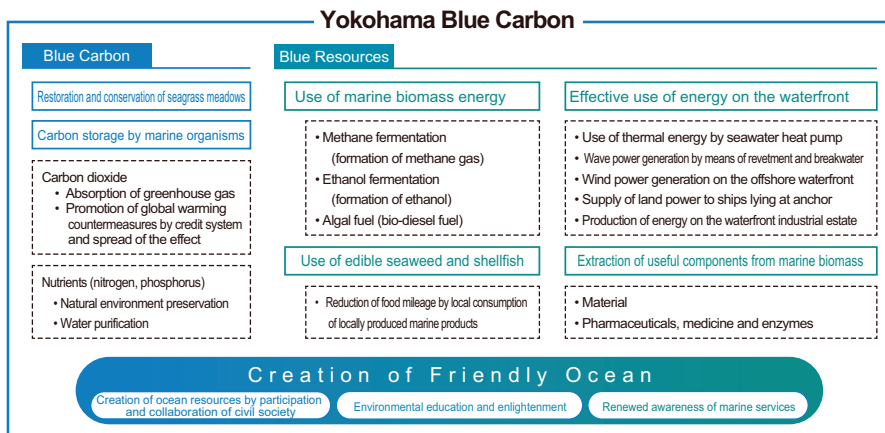 Yokohama Blue Carbon
Blue Carbon
Restoration and conservation of seagrass meadows
Carbon storage by marine organisms
Carbon dioxide
• Absorption of greenhouse gas
• Promotion of global warming
countermeasures by credit system
and spread of the effect
Nutrients (nitrogen, phosphorus)
• Natural environment preservation
• Water purification
Blue Resources
Use of marine biomass energy
• Methane fermentation
(formation of methane gas)
• Ethanol fermentation
(formation of ethanol)
• Algal fuel (bio-diesel fuel)
Use of edible seaweed and shellfish
• Reduction of food mileage by local consumption
of locally produced marine products
Effective use of energy on the waterfront
• Use of thermal energy by seawater heat pump
• Wave power generation by means of revetment and breakwater
• Wind power generation on the offshore waterfront
• Supply of land power to ships lying at anchor
• Production of energy on the waterfront industrial estate
Extraction of useful components from marine biomass
• Material
• Pharmaceuticals, medicine and enzymes
Creation of Friendly Ocean
Creation of ocean resources by participation
and collaboration of civil society
Environmental education and enlightenment
Renewed awareness of marine services